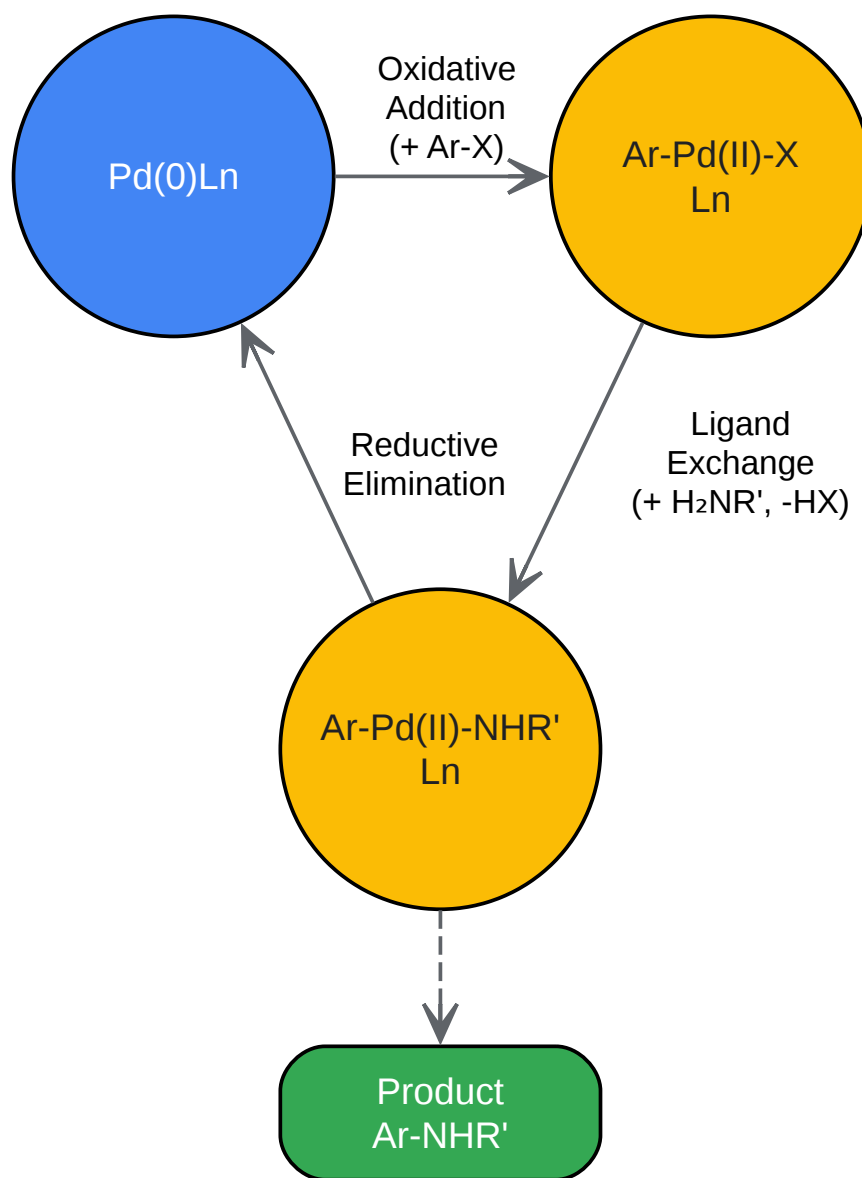 Oxidative
Addition
(+ Ar-X)
Pd(0)Ln
Ar-Pd(II)-X
Ln
Ligand
Exchange
(+ H₂NR', -HX)
Reductive
Elimination
Ar-Pd(II)-NHR'
Ln
Product
Ar-NHR'